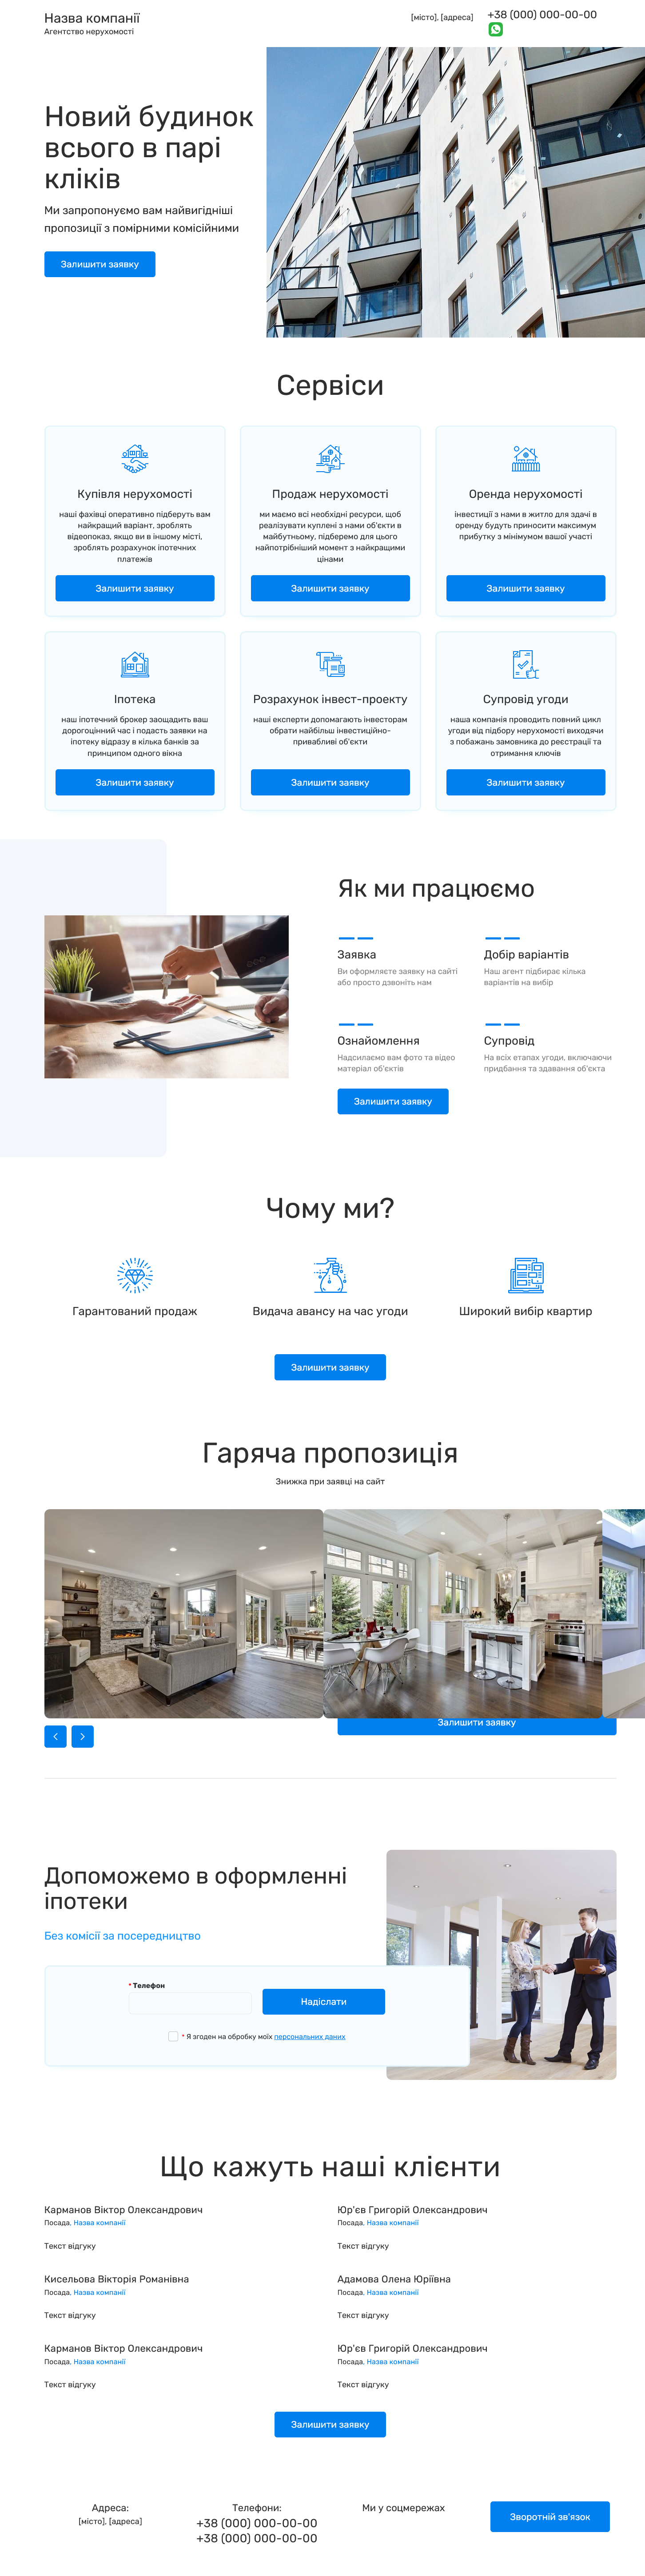 Назва компанії
Агентство нерухомості
[місто], [адреса]
+38 (000) 000-00-00
Новий будинок
всього в парі
кліків
Ми запропонуємо вам найвигідніші
пропозиції з помірними комісійними
Залишити заявку
Сервіси
Купівля нерухомості
наші фахівці оперативно підберуть вам
найкращий варіант, зроблять
відеопоказ, якщо ви в іншому місті,
зроблять розрахунок іпотечних
платежів
Залишити заявку
Продаж нерухомості
ми маємо всі необхідні ресурси, щоб
реалізувати куплені з нами об'єкти в
майбутньому, підберемо для цього
найпотрібніший момент з найкращими
цінами
Залишити заявку
Оренда нерухомості
інвестиції з нами в житло для здачі в
оренду будуть приносити максимум
прибутку з мінімумом вашої участі
Залишити заявку
Іпотека
наш іпотечний брокер заощадить ваш
дорогоцінний час і подасть заявки на
іпотеку відразу в кілька банків за
принципом одного вікна
Залишити заявку
Розрахунок інвест-проекту
наші експерти допомагають інвесторам
обрати найбільш інвестиційно-
привабливі об'єкти
Залишити заявку
Супровід угоди
наша компанія проводить повний цикл
угоди від підбору нерухомості виходячи
з побажань замовника до реєстрації та
отримання ключів
Залишити заявку
Як ми працюємо
Заявка
Ви оформляєте заявку на сайті
або просто дзвоніть нам
Добір варіантів
Наш агент підбирає кілька
варіантів на вибір
Ознайомлення
Надсилаємо вам фото та відео
матеріал об'єктів
Супровід
На всіх етапах угоди, включаючи
придбання та здавання об'єкта
Залишити заявку
Чому ми?
Гарантований продаж
Видача авансу на час угоди
Широкий вибір квартир
Залишити заявку
Гаряча пропозиція
Знижка при заявці на сайт
Залишити заявку
Допоможемо в оформленні
іпотеки
Без комісії за посередництво
* Телефон
Надіслати
* Я згоден на обробку моїх персональних даних
Що кажуть наші клієнти
Карманов Віктор Олександрович
Посада, Назва компанії
Текст відгуку
Юр'єв Григорій Олександрович
Посада, Назва компанії
Текст відгуку
Кисельова Вікторія Романівна
Посада, Назва компанії
Текст відгуку
Адамова Олена Юріївна
Посада, Назва компанії
Текст відгуку
Карманов Віктор Олександрович
Посада, Назва компанії
Текст відгуку
Юр'єв Григорій Олександрович
Посада, Назва компанії
Текст відгуку
Залишити заявку
Адреса:
[місто], [адреса]
Телефони:
+38 (000) 000-00-00
+38 (000) 000-00-00
Ми у соцмережах
Зворотній зв'язок